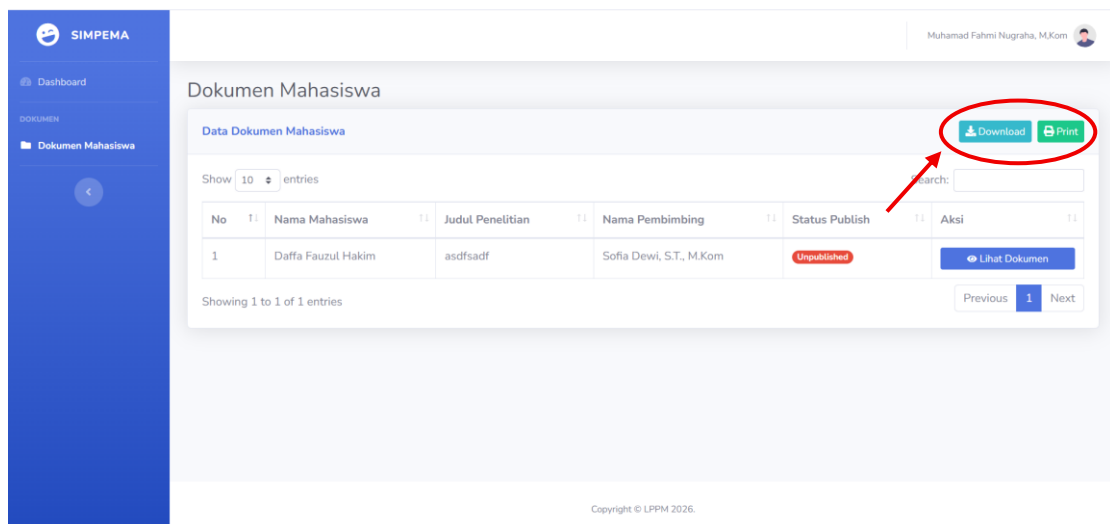 SIMPEMA
Muhamad Fahmi Nugraha, M,Kom
Dashboard
DOKUMEN
Dokumen Mahasiswa
Dokumen Mahasiswa
Data Dokumen Mahasiswa
Download Print
Show 10 entries
Search:
No Nama Mahasiswa Judul Penelitian Nama Pembimbing Status Publish Aksi
1 Daffa Fauzul Hakim asdfsadf Sofia Dewi, S.T., M.Kom Unpublished Lihat Dokumen
Showing 1 to 1 of 1 entries
Previous 1 Next
Copyright © LPPM 2026.